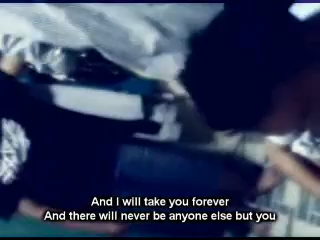 And I will take you forever
And there will never be anyone else but you